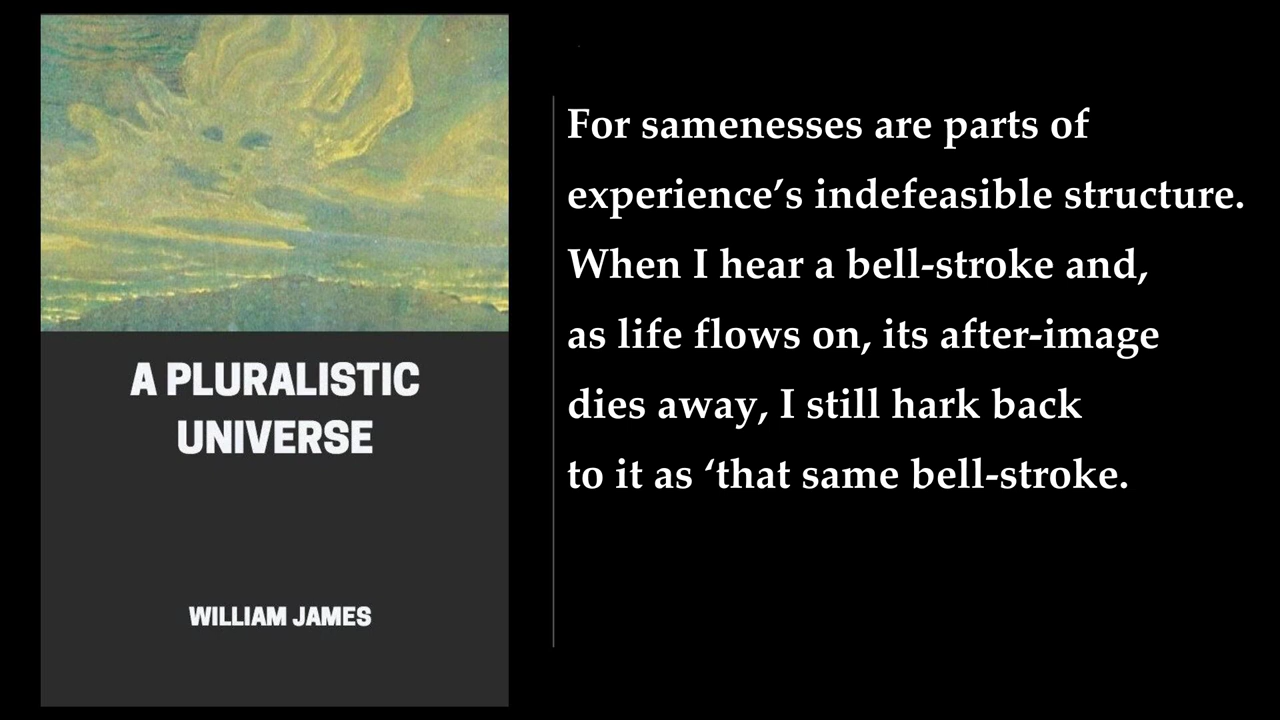 A PLURALISTIC
UNIVERSE
WILLIAM JAMES
For samenesses are parts of
experience’s indefeasible structure.
When I hear a bell-stroke and,
as life flows on, its after-image
dies away, I still hark back
to it as ‘that same bell-stroke.